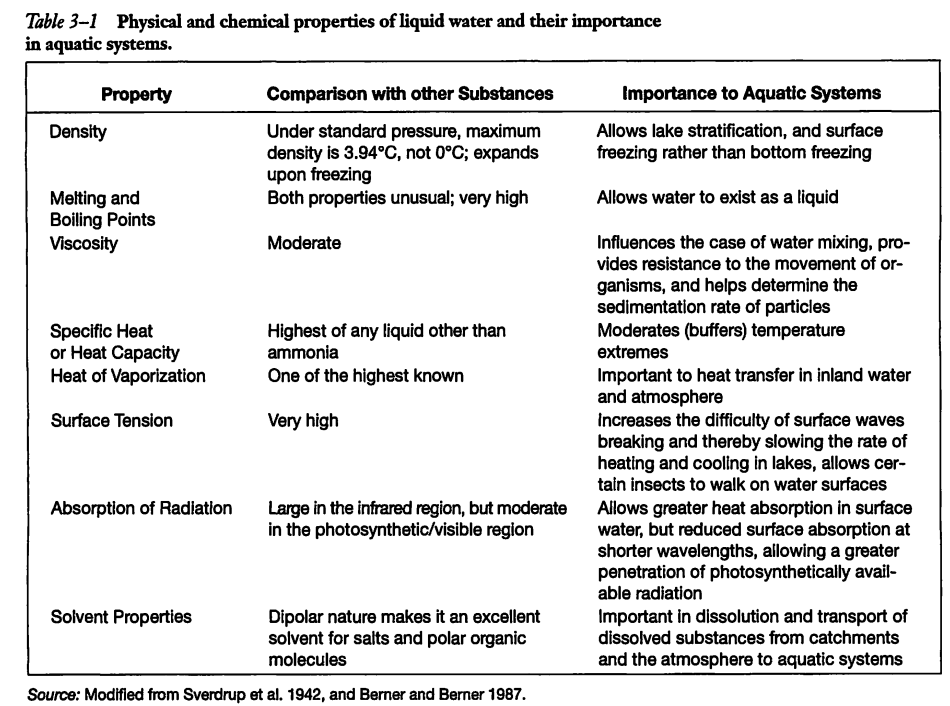 Table 3–1 Physical and chemical properties of liquid water and their importance
in aquatic systems.
Property Comparison with other Substances Importance to Aquatic Systems
Density Under standard pressure, maximum Allows lake stratification, and surface
density is 3.94°C, not 0°C; expands freezing rather than bottom freezing
upon freezing
Melting and Both properties unusual; very high Allows water to exist as a liquid
Boiling Points
Viscosity Moderate Influences the case of water mixing, pro-
vides resistance to the movement of or-
ganisms, and helps determine the
sedimentation rate of particles
Specific Heat Highest of any liquid other than Moderates (buffers) temperature
or Heat Capacity ammonia extremes
Heat of Vaporization One of the highest known Important to heat transfer in inland water
and atmosphere
Surface Tension Very high Increases the difficulty of surface waves
breaking and thereby slowing the rate of
heating and cooling in lakes, allows cer-
tain insects to walk on water surfaces
Absorption of Radiation Large in the infrared region, but moderate Allows greater heat absorption in surface
in the photosynthetic/visible region water, but reduced surface absorption at
shorter wavelengths, allowing a greater
penetration of photosynthetically avail-
able radiation
Solvent Properties Dipolar nature makes it an excellent Important in dissolution and transport of
solvent for salts and polar organic dissolved substances from catchments
molecules and the atmosphere to aquatic systems
Source: Modified from Sverdrup et al. 1942, and Berner and Berner 1987.